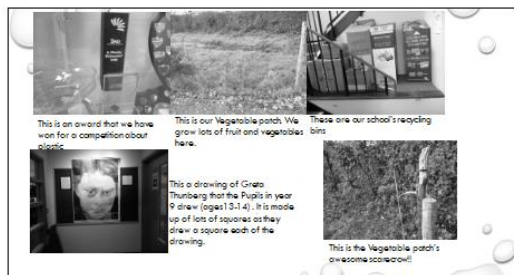 This is an award that we have
won for a competition about
plastic
This is our Vegetable patch. We
grow lots of fruit and vegetables
here.
These are our school's recycling
bins
This a drawing of Greta
Thunberg that the Pupils in year
9 drew (ages13-14). It is made
up of lots of squares as they
drew a square each of the
drawing.
This is the Vegetable patch's
awesome scarecrow!!